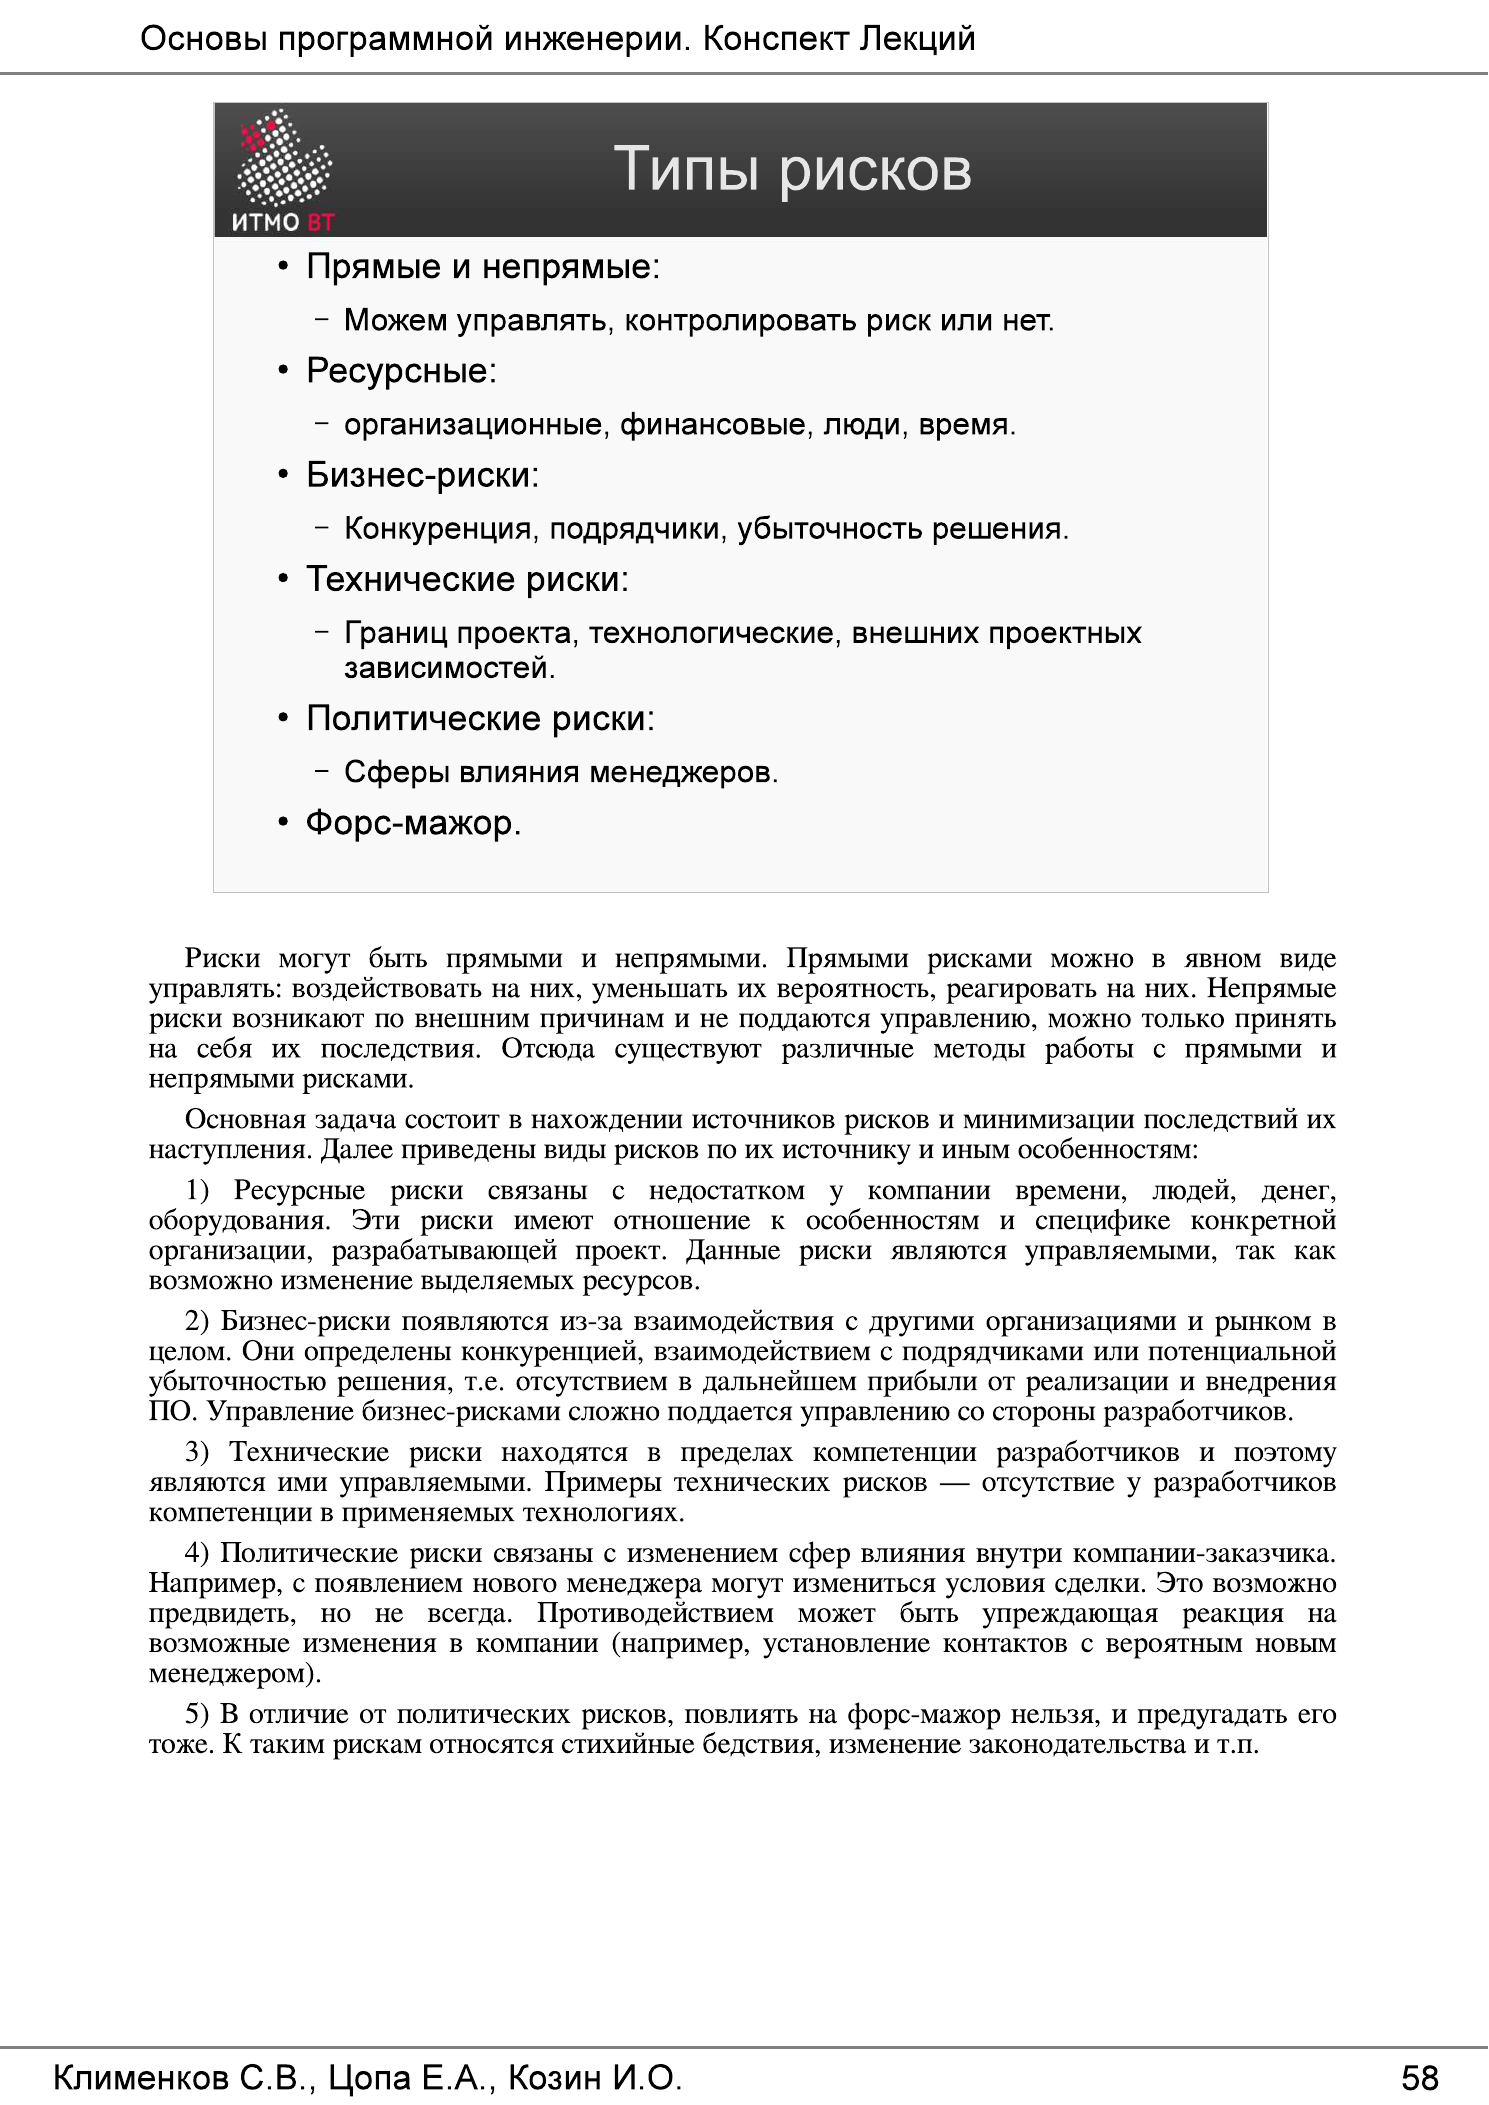 Основы программной инженерии. Конспект Лекций
ИТМО ВТ
Типы рисков
• Прямые и непрямые:
– Можем управлять, контролировать риск или нет.
• Ресурсные:
– организационные, финансовые, люди, время.
• Бизнес-риски:
– Конкуренция, подрядчики, убыточность решения.
• Технические риски:
– Границ проекта, технологические, внешних проектных
зависимостей.
• Политические риски:
– Сферы влияния менеджеров.
• Форс-мажор.
Риски могут быть прямыми и непрямыми. Прямыми рисками можно в явном виде
управлять: воздействовать на них, уменьшать их вероятность, реагировать на них. Непрямые
риски возникают по внешним причинам и не поддаются управлению, можно только принять
на себя их последствия. Отсюда существуют различные методы работы с прямыми и
непрямыми рисками.
Основная задача состоит в нахождении источников рисков и минимизации последствий их
наступления. Далее приведены виды рисков по их источнику и иным особенностям:
1) Ресурсные риски связаны с недостатком у компании времени, людей, денег,
оборудования. Эти риски имеют отношение к особенностям и специфике конкретной
организации, разрабатывающей проект. Данные риски являются управляемыми, так как
возможно изменение выделяемых ресурсов.
2) Бизнес-риски появляются из-за взаимодействия с другими организациями и рынком в
целом. Они определены конкуренцией, взаимодействием с подрядчиками или потенциальной
убыточностью решения, т.е. отсутствием в дальнейшем прибыли от реализации и внедрения
ПО. Управление бизнес-рисками сложно поддается управлению со стороны разработчиков.
3) Технические риски находятся в пределах компетенции разработчиков и поэтому
являются ими управляемыми. Примеры технических рисков — отсутствие у разработчиков
компетенции в применяемых технологиях.
4) Политические риски связаны с изменением сфер влияния внутри компании-заказчика.
Например, с появлением нового менеджера могут измениться условия сделки. Это возможно
предвидеть, но не всегда. Противодействием может быть упреждающая реакция на
возможные изменения в компании (например, установление контактов с вероятным новым
менеджером).
5) В отличие от политических рисков, повлиять на форс-мажор нельзя, и предугадать его
тоже. К таким рискам относятся стихийные бедствия, изменение законодательства и т.п.
Клименков С.В., Цопа Е.А., Козин И.О.
58